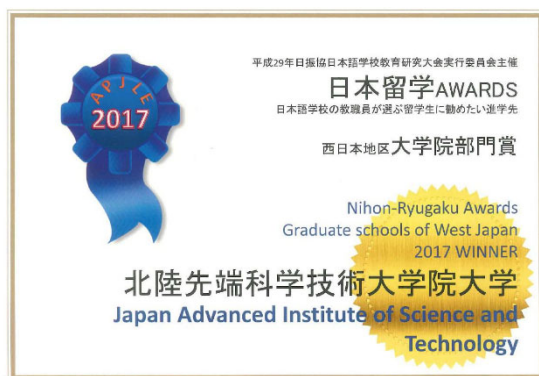 APJLE
2017
平成29年日振協日本語学校教育研究大会実行委員会主催
日本留学AWARDS
日本語学校の教職員が選ぶ留学生に勧めたい進学先
西日本地区大学院部門賞
Nihon-Ryugaku Awards
Graduate schools of West Japan
2017 WINNER
北陸先端科学技術大学院大学
Japan Advanced Institute of Science and
Technology